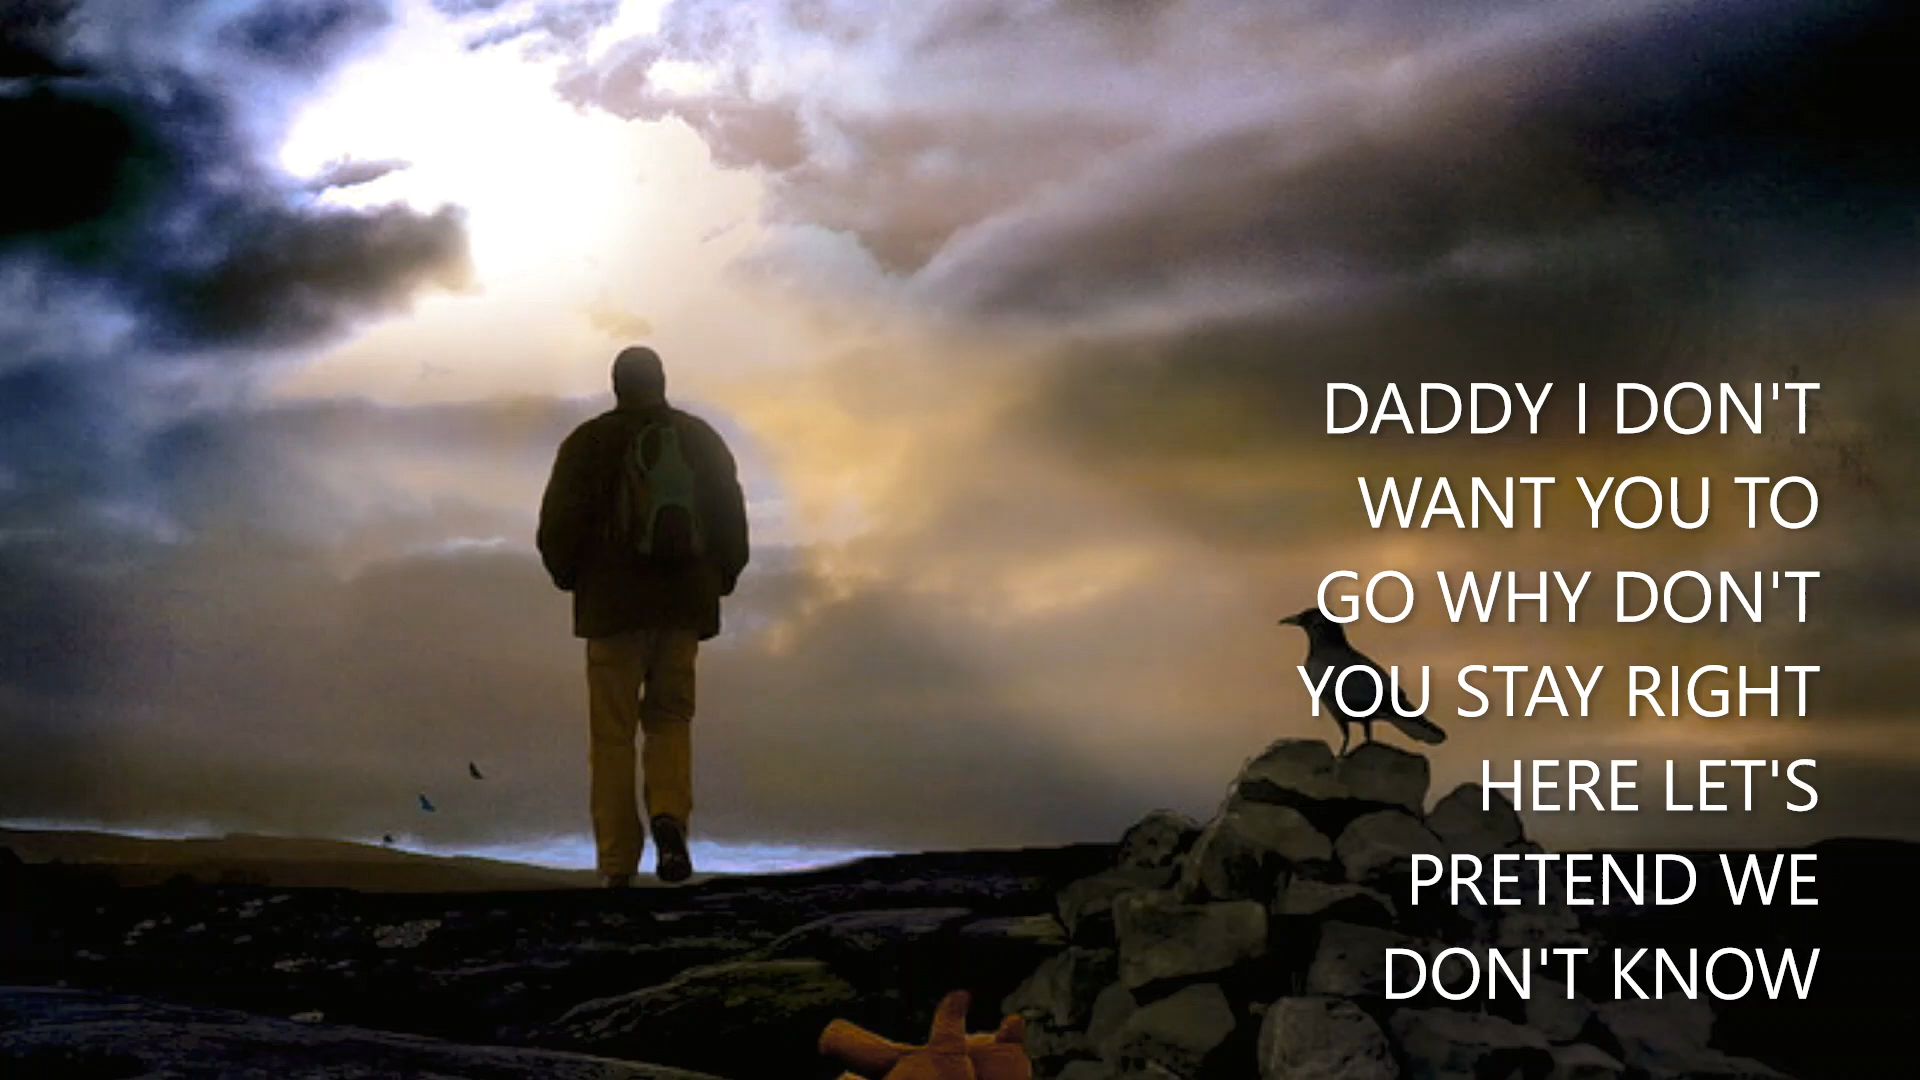 DADDY I DON'T
WANT YOU TO
GO WHY DON'T
YOU STAY RIGHT
HERE LET'S
PRETEND WE
DON'T KNOW